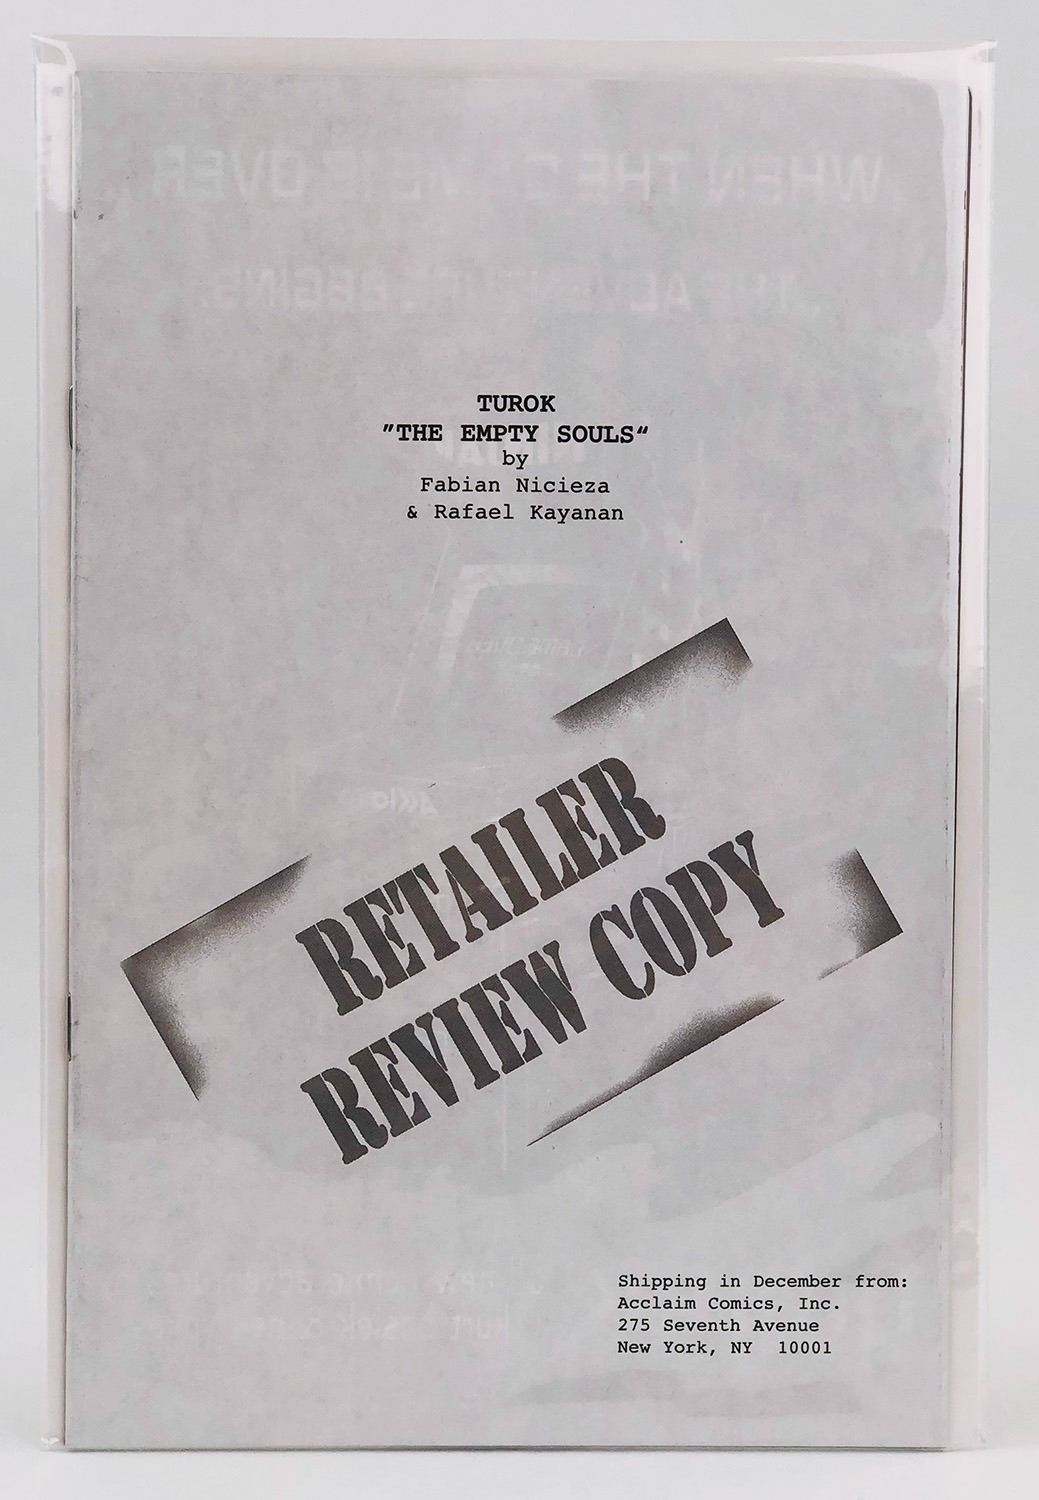 TUROK
"THE EMPTY SOULS"
by
Fabian Nicieza
& Rafael Kayanan
RETAILER
REVIEW COPY
Shipping in December from:
Acclaim Comics, Inc.
275 Seventh Avenue
New York, NY 10001